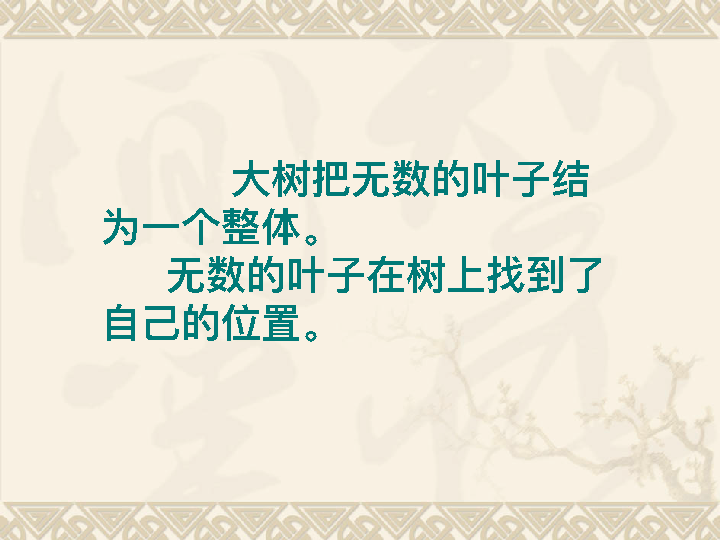 大树把无数的叶子结
为一个整体。
无数的叶子在树上找到了
自己的位置。